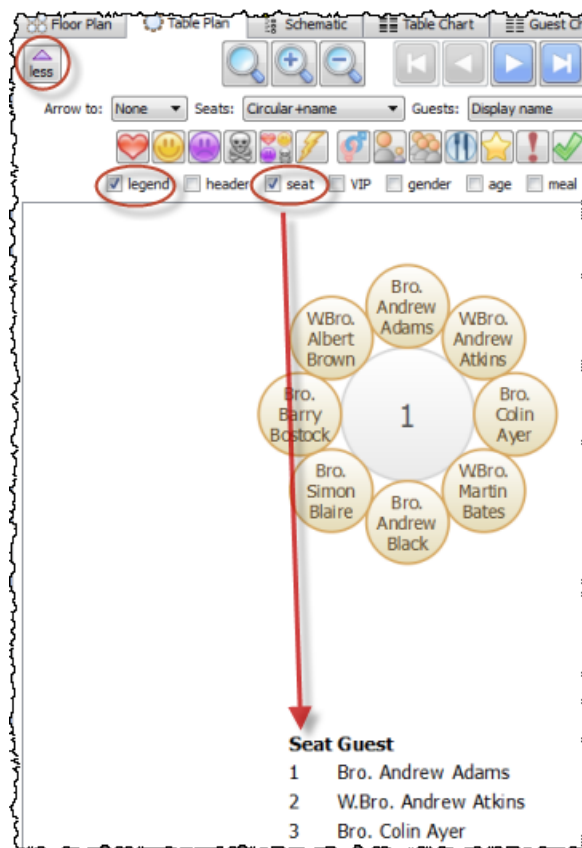 Floor Plan Table Plan Schematic Table Chart Guest
less
Arrow to: None Seats: Circular+name Guests: Display name
legend header seat VIP gender age meal
Bro.
Andrew
Adams
W.Bro.
Andrew
Atkins
Bro.
Colin
Ayer
W.Bro.
Martin
Bates
Bro.
Andrew
Black
Bro.
Simon
Blaire
Bro.
Barry
Bostock
W.Bro.
Albert
Brown
1
Seat Guest
1 Bro. Andrew Adams
2 W.Bro. Andrew Atkins
3 Bro. Colin Ayer